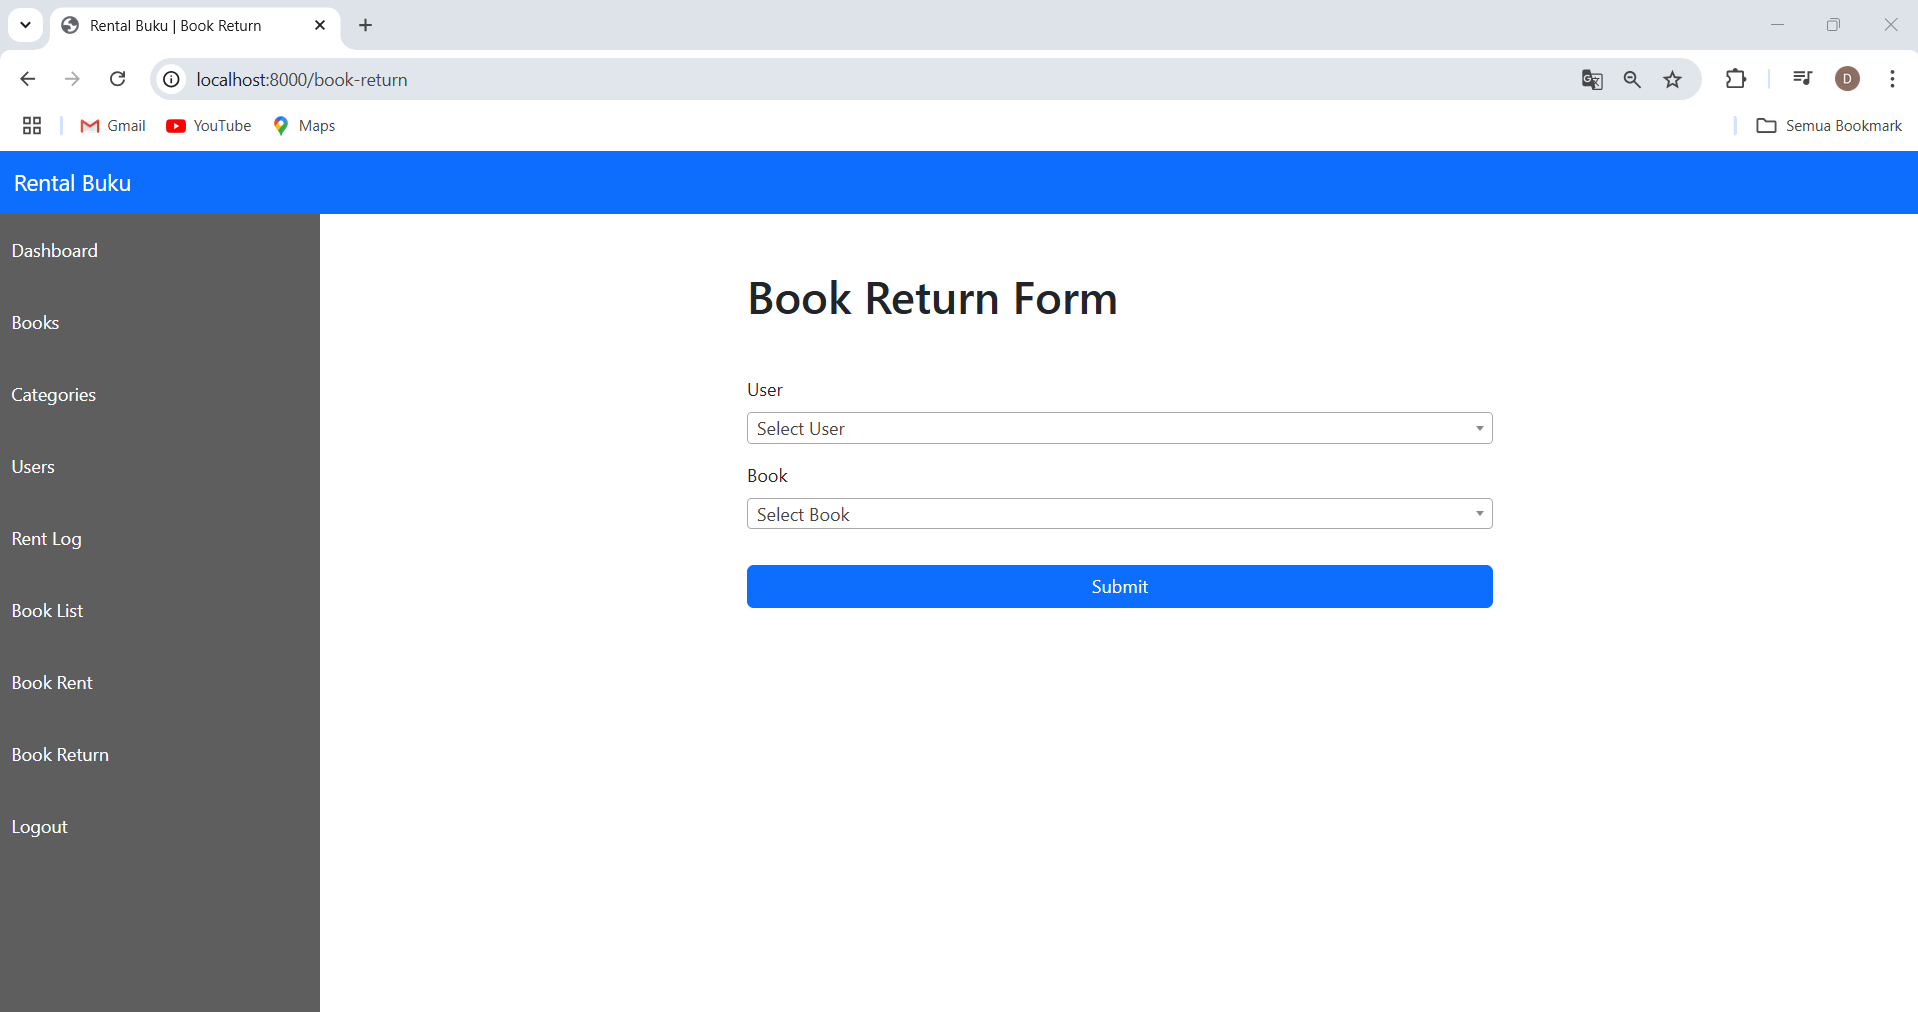 Rental Buku | Book Return
localhost:8000/book-return
D
Gmail
YouTube
Maps
Semua Bookmark
Rental Buku
Dashboard
Books
Categories
Users
Rent Log
Book List
Book Rent
Book Return
Logout
Book Return Form
User
Select User
Book
Select Book
Submit